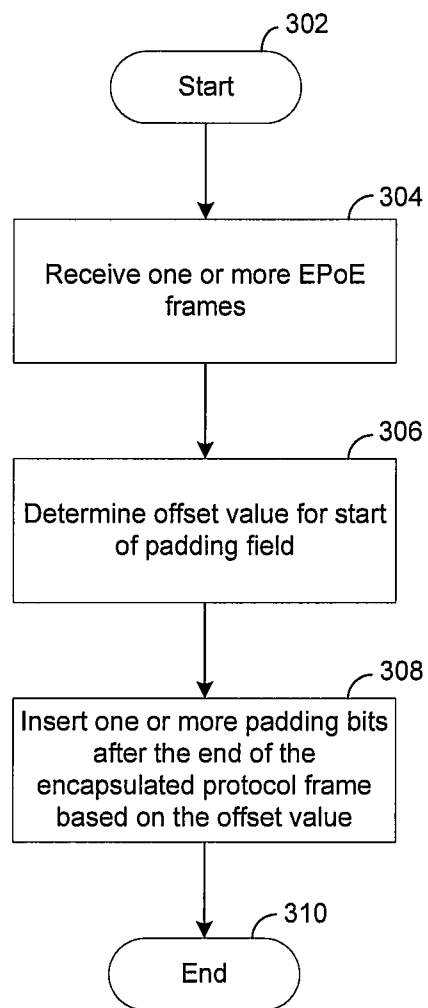 302
Start
304
Receive one or more EPoE
frames
306
Determine offset value for start
of padding field
308
Insert one or more padding bits
after the end of the
encapsulated protocol frame
based on the offset value
310
End